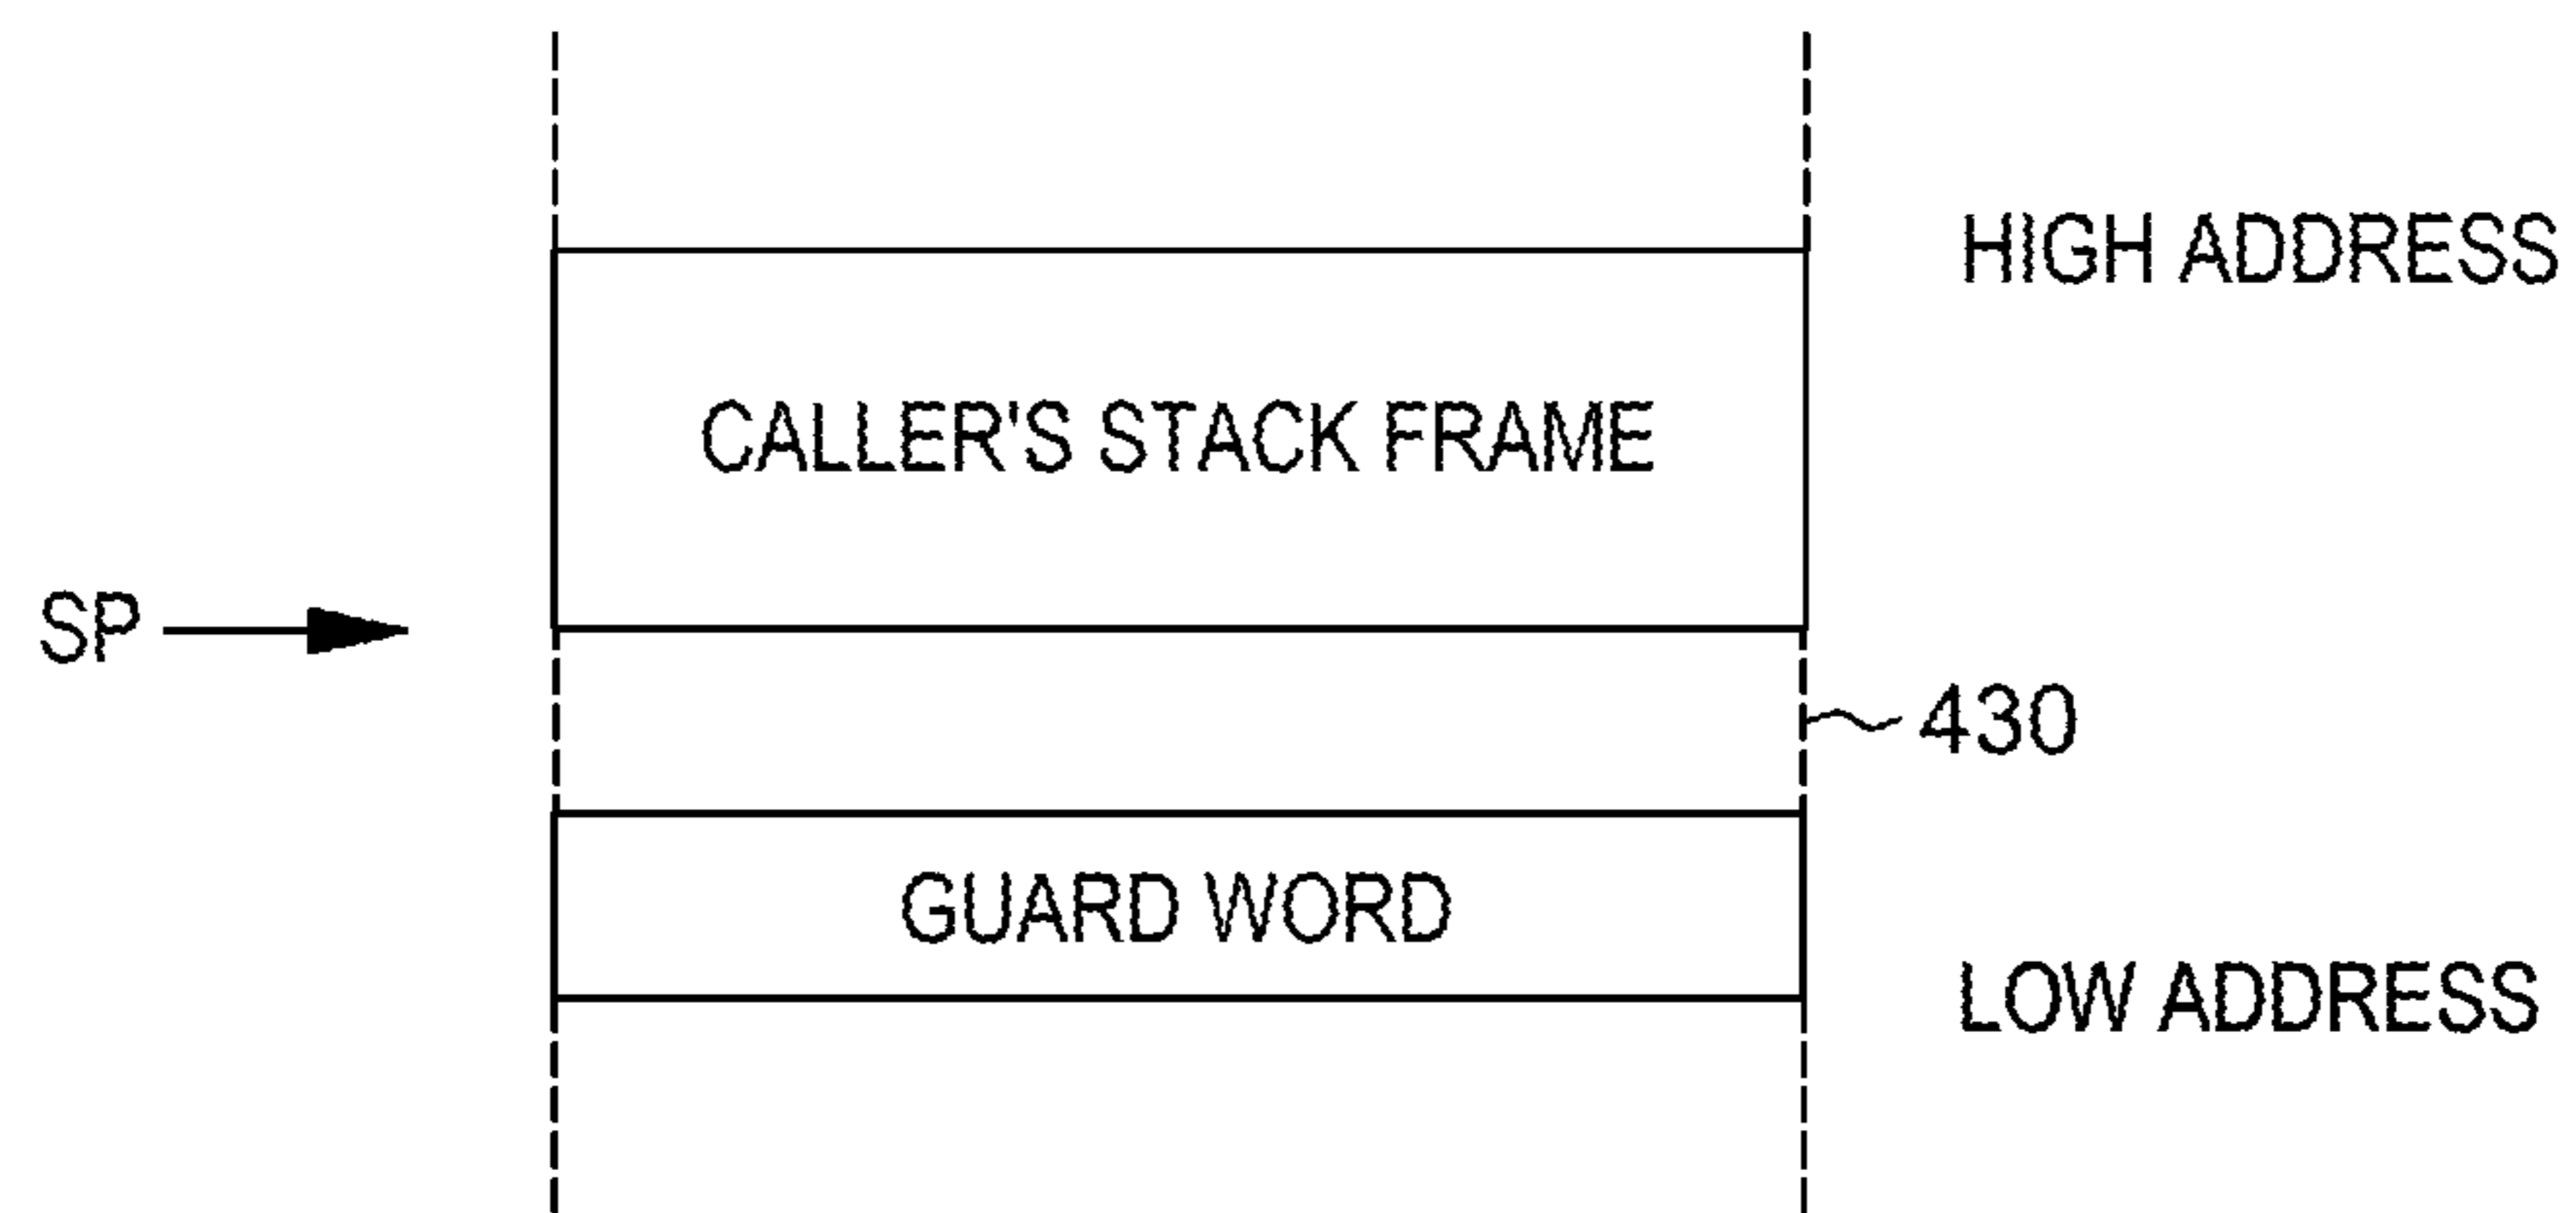 HIGH ADDRESS
CALLER'S STACK FRAME
SP
430
GUARD WORD
LOW ADDRESS